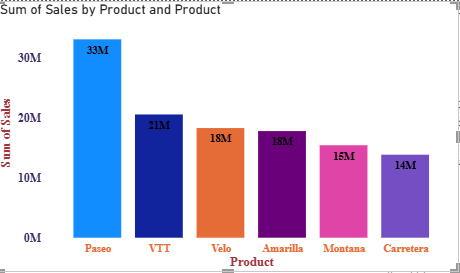 Sum of Sales by Product and Product
Sum of Sales
30M
20M
10M
0M
33M
21M
18M
18M
15M
14M
Paseo
VTT
Velo
Amarilla
Montana
Carretera
Product